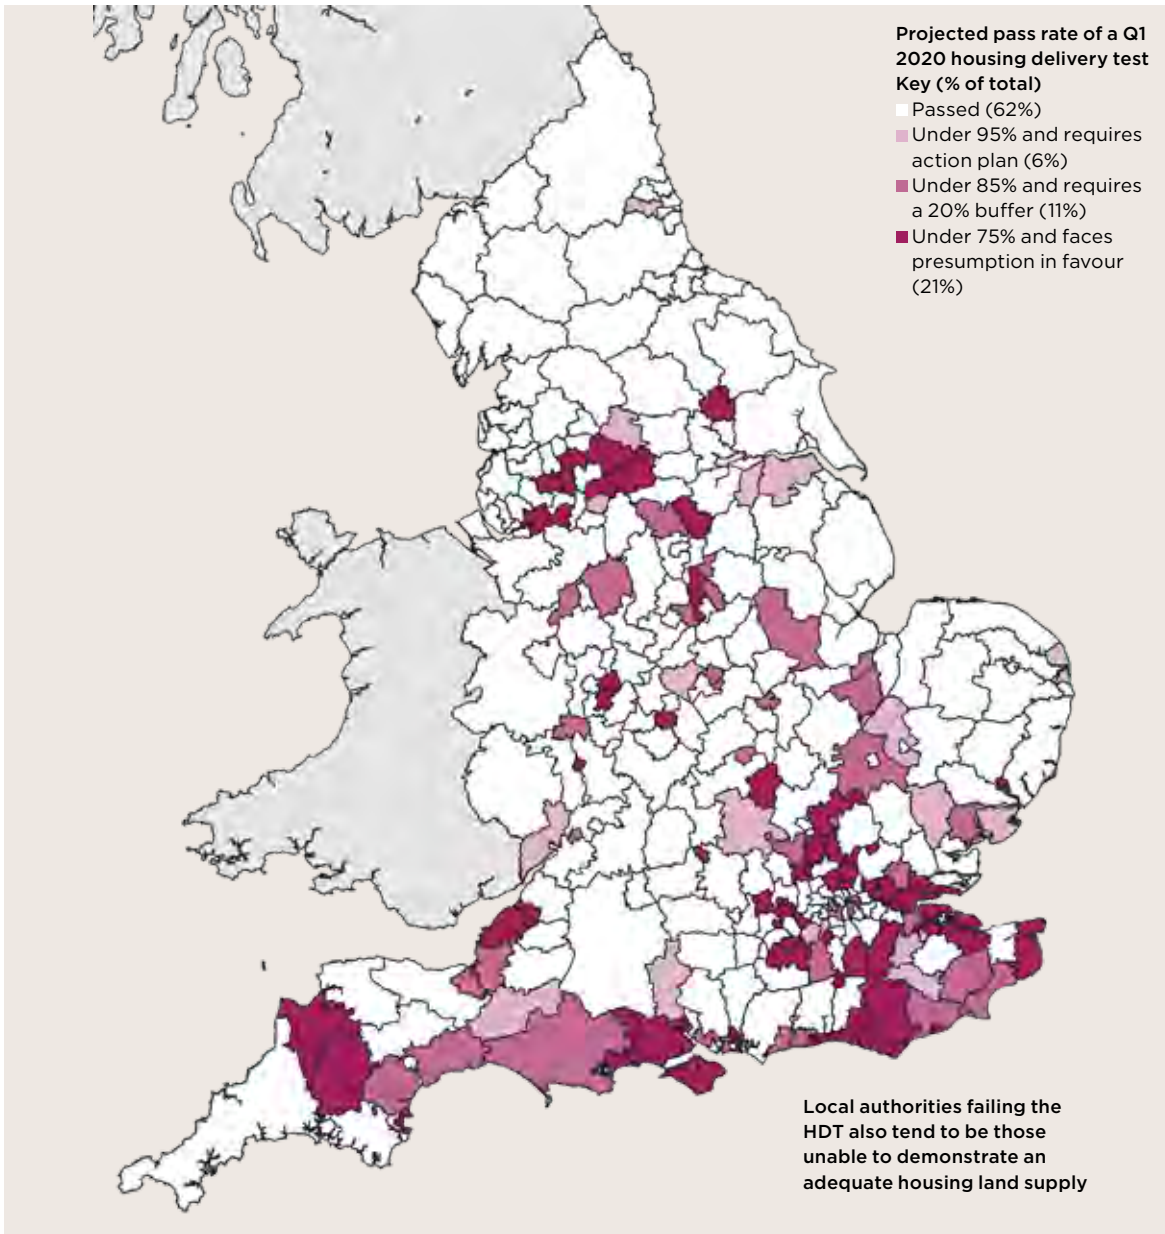 Projected pass rate of a Q1
2020 housing delivery test
Key (% of total)
Passed (62%)
Under 95% and requires
action plan (6%)
Under 85% and requires
a 20% buffer (11%)
Under 75% and faces
presumption in favour
(21%)
Local authorities failing the
HDT also tend to be those
unable to demonstrate an
adequate housing land supply